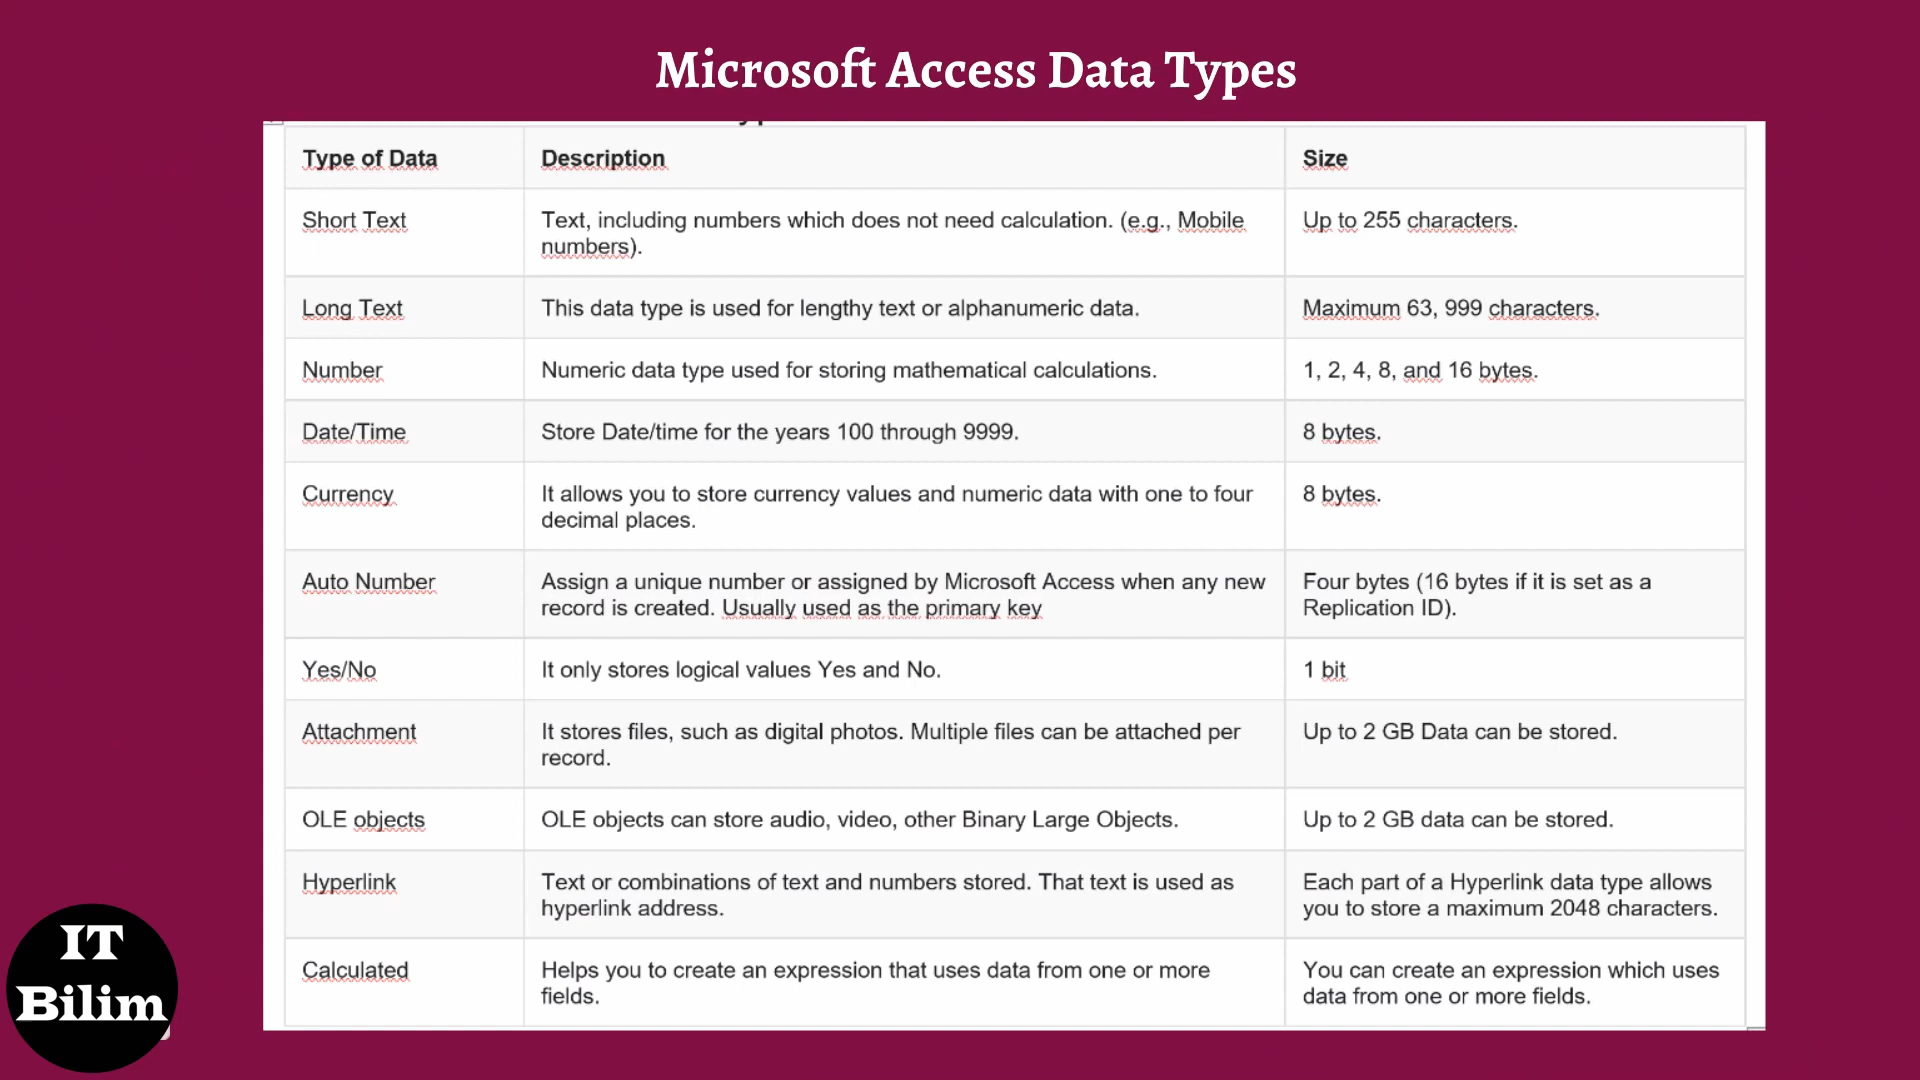 Microsoft Access Data Types
Type of Data
Description
Size
Short Text
Text, including numbers which does not need calculation. (e.g., Mobile
numbers).
Up to 255 characters.
Long Text
This data type is used for lengthy text or alphanumeric data.
Maximum 63, 999 characters.
Number
Numeric data type used for storing mathematical calculations.
1, 2, 4, 8, and 16 bytes.
Date/Time
Store Date/time for the years 100 through 9999.
8 bytes.
Currency
It allows you to store currency values and numeric data with one to four
decimal places.
8 bytes.
Auto Number
Assign a unique number or assigned by Microsoft Access when any new
record is created. Usually used as the primary key
Four bytes (16 bytes if it is set as a
Replication ID).
Yes/No
It only stores logical values Yes and No.
1 bit
Attachment
It stores files, such as digital photos. Multiple files can be attached per
record.
Up to 2 GB Data can be stored.
OLE objects
OLE objects can store audio, video, other Binary Large Objects.
Up to 2 GB data can be stored.
Hyperlink
Text or combinations of text and numbers stored. That text is used as
hyperlink address.
Each part of a Hyperlink data type allows
you to store a maximum 2048 characters.
Calculated
Helps you to create an expression that uses data from one or more
fields.
You can create an expression which uses
data from one or more fields.
IT
Bilim